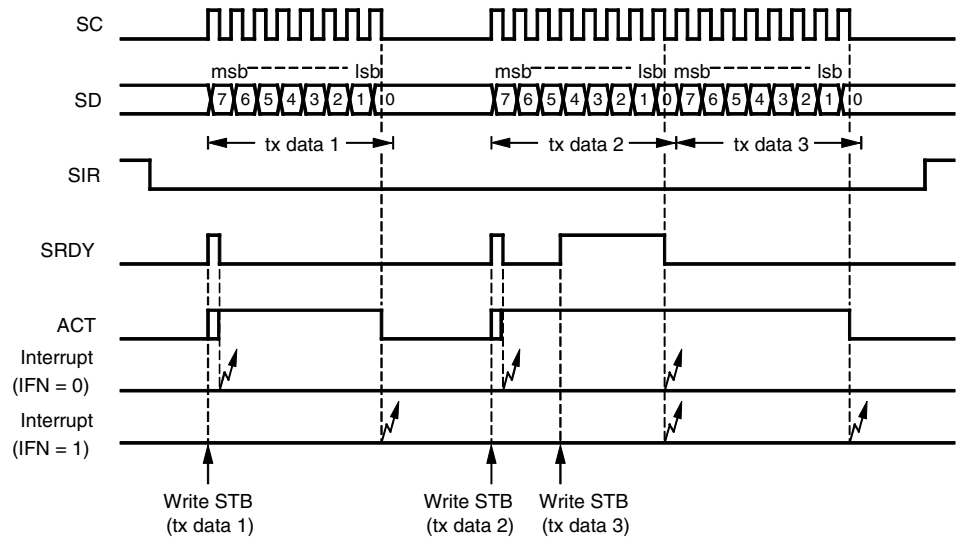 SC
msb lsb msb lsb msb lsb
SD 7 6 5 4 3 2 1 0 7 6 5 4 3 2 1 0 7 6 5 4 3 2 1 0
tx data 1 tx data 2 tx data 3
SIR
SRDY
ACT
Interrupt
(IFN = 0)
Interrupt
(IFN = 1)
Write STB Write STB Write STB
(tx data 1) (tx data 2) (tx data 3)